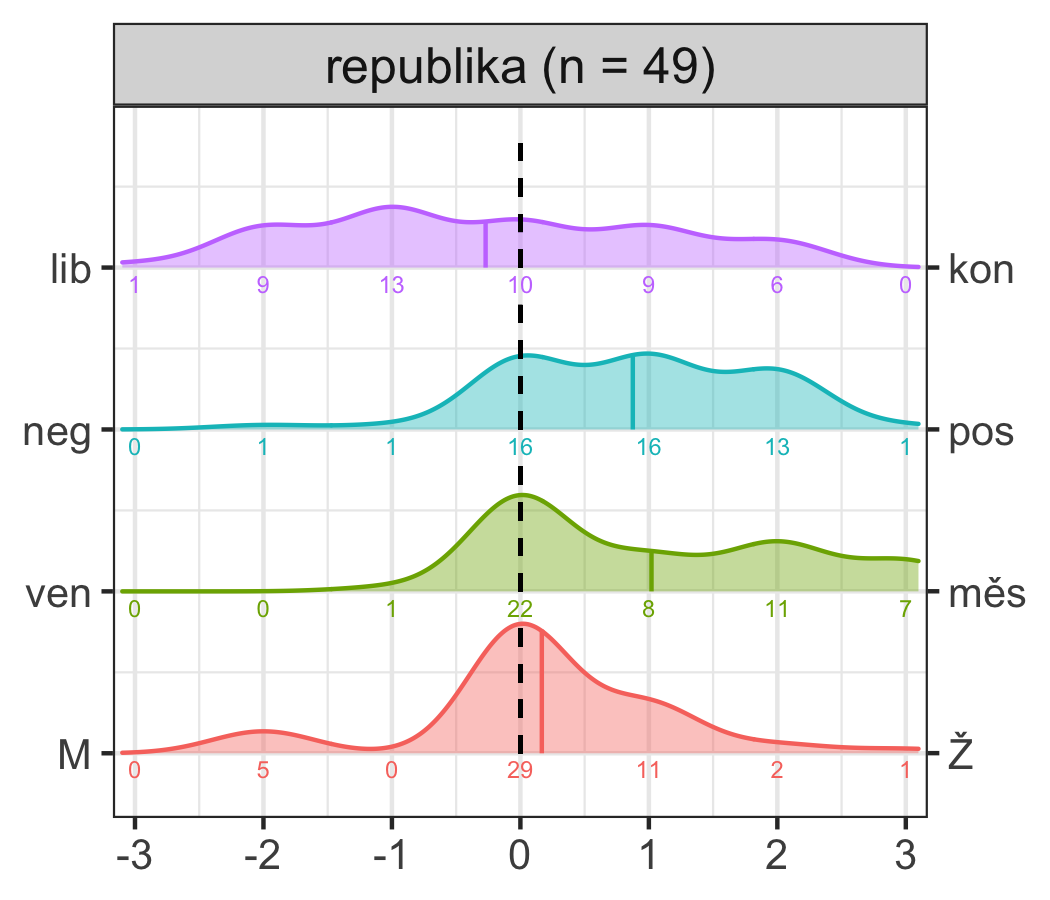 republika (n = 49)
lib kon
1 9 13 10 9 6 0
neg pos
0 1 1 16 16 13 1
ven měs
0 0 1 22 8 11 7
M Ž
0 5 0 29 11 2 1
-3 -2 -1 0 1 2 3